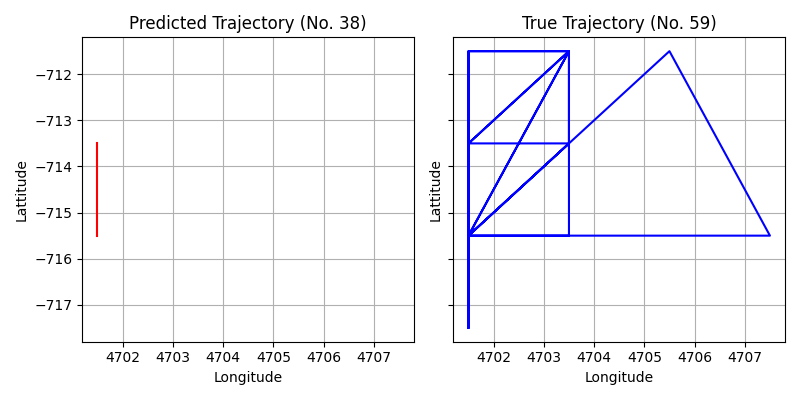 Predicted Trajectory (No. 38)
Lattitude
−712
−713
−714
−715
−716
−717
4702 4703 4704 4705 4706 4707
Longitude
True Trajectory (No. 59)
Lattitude
4702 4703 4704 4705 4706 4707
Longitude